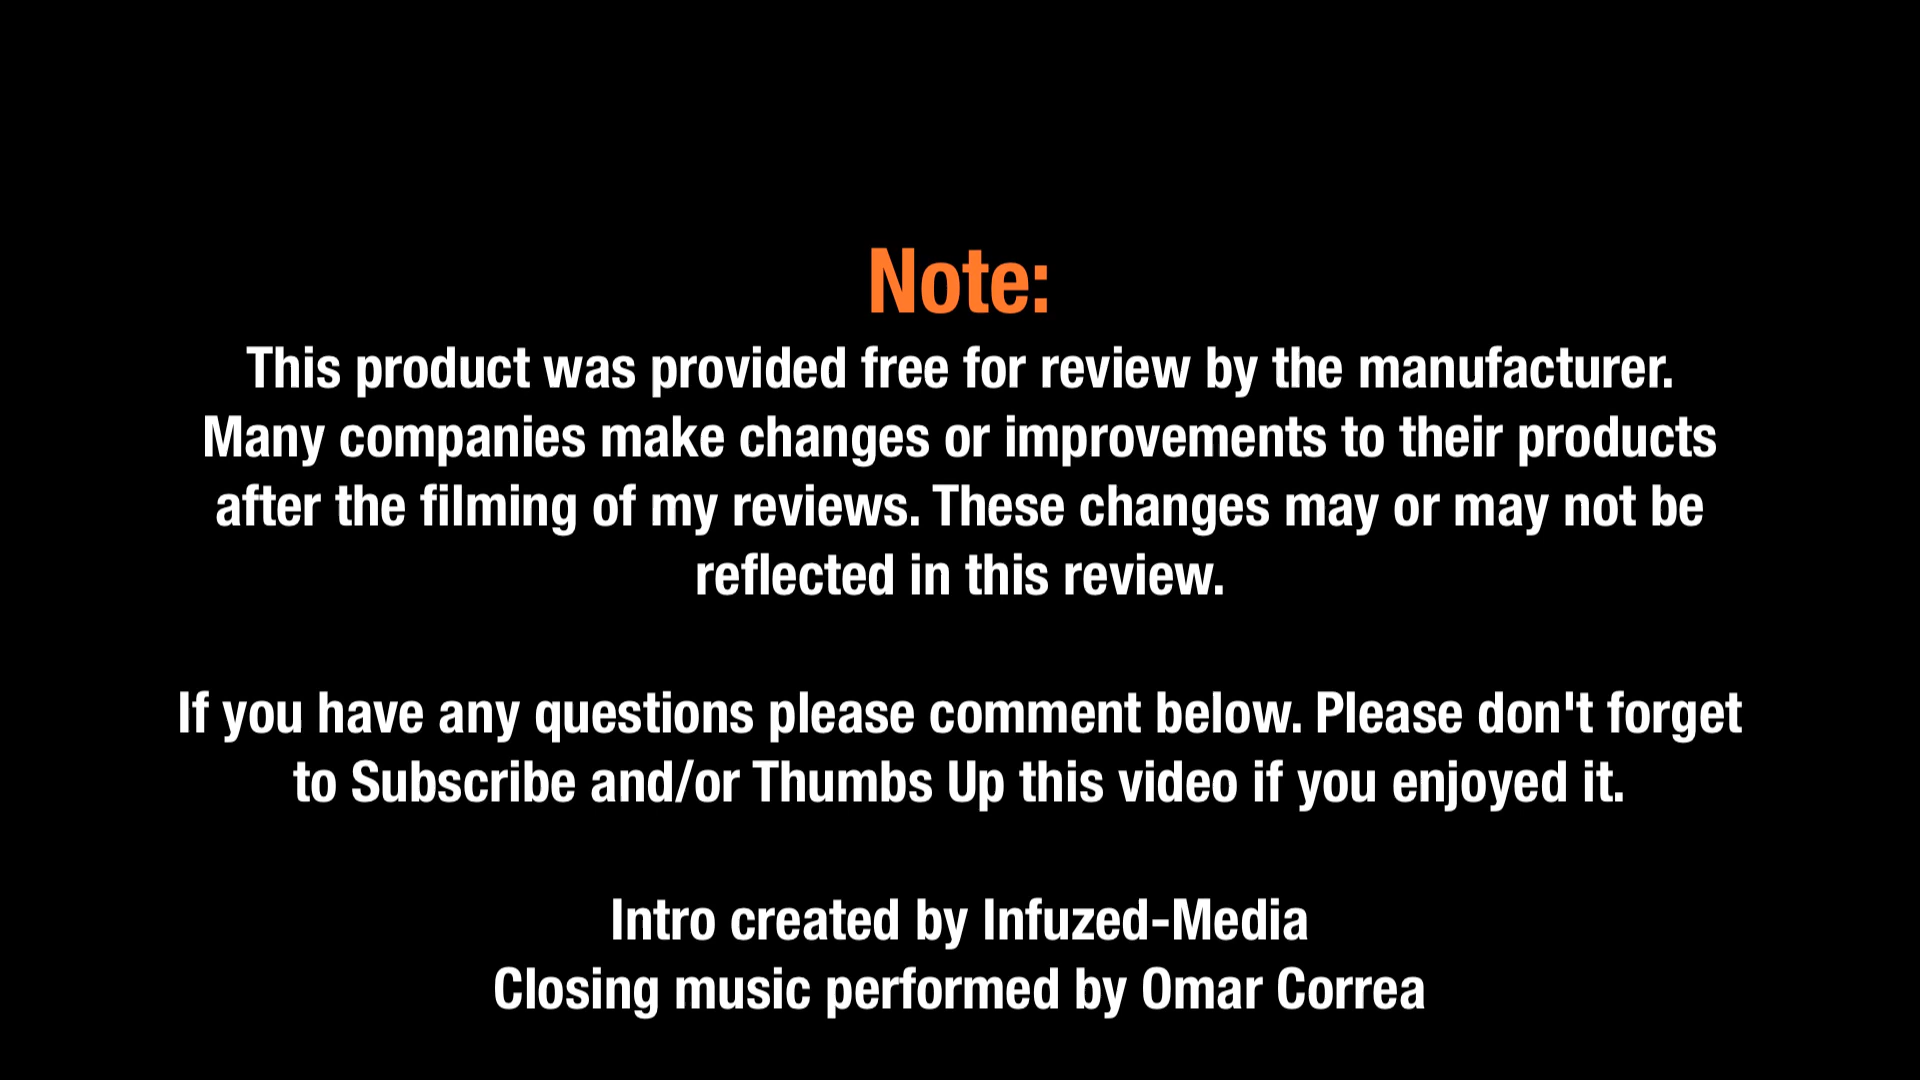 Note:
This product was provided free for review by the manufacturer.
Many companies make changes or improvements to their products
after the filming of my reviews. These changes may or may not be
reflected in this review.
If you have any questions please comment below. Please don't forget
to Subscribe and/or Thumbs Up this video if you enjoyed it.
Intro created by Infuzed-Media
Closing music performed by Omar Correa